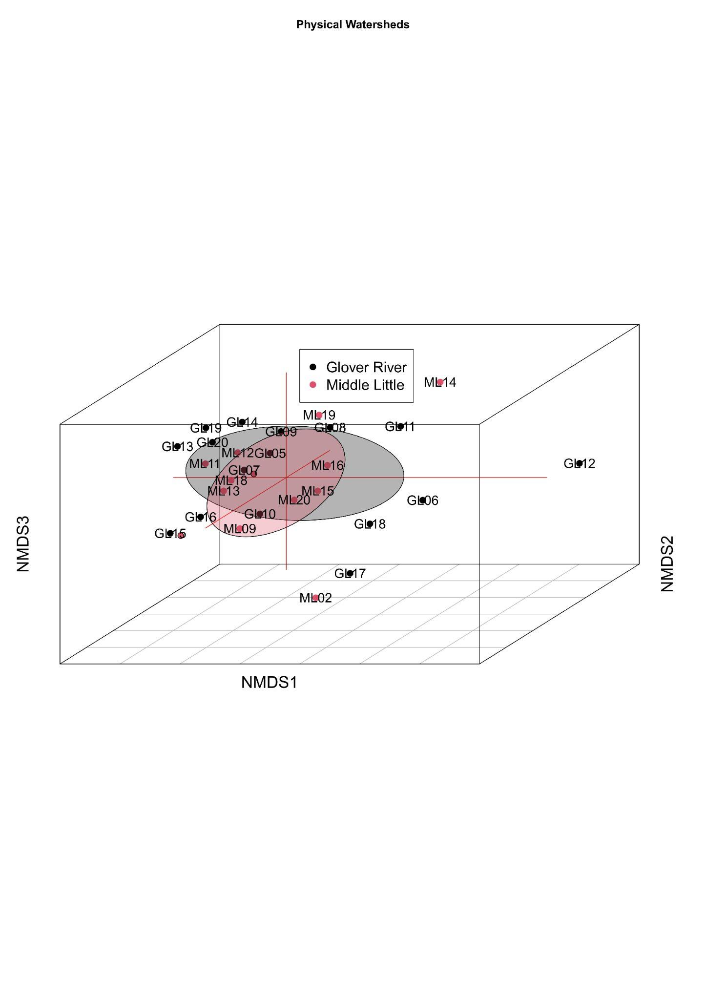 Physical Watersheds
Glover River
Middle Little
ML14
ML19
GL14
GL19
GL09
GL08
GL11
GL13
GL20
ML12
GL05
ML11
ML16
GL12
GL07
ML18
ML13
ML15
ML20
GL06
GL10
GL16
GL18
ML09
GL15
GL17
ML02
NMDS3
NMDS2
NMDS1